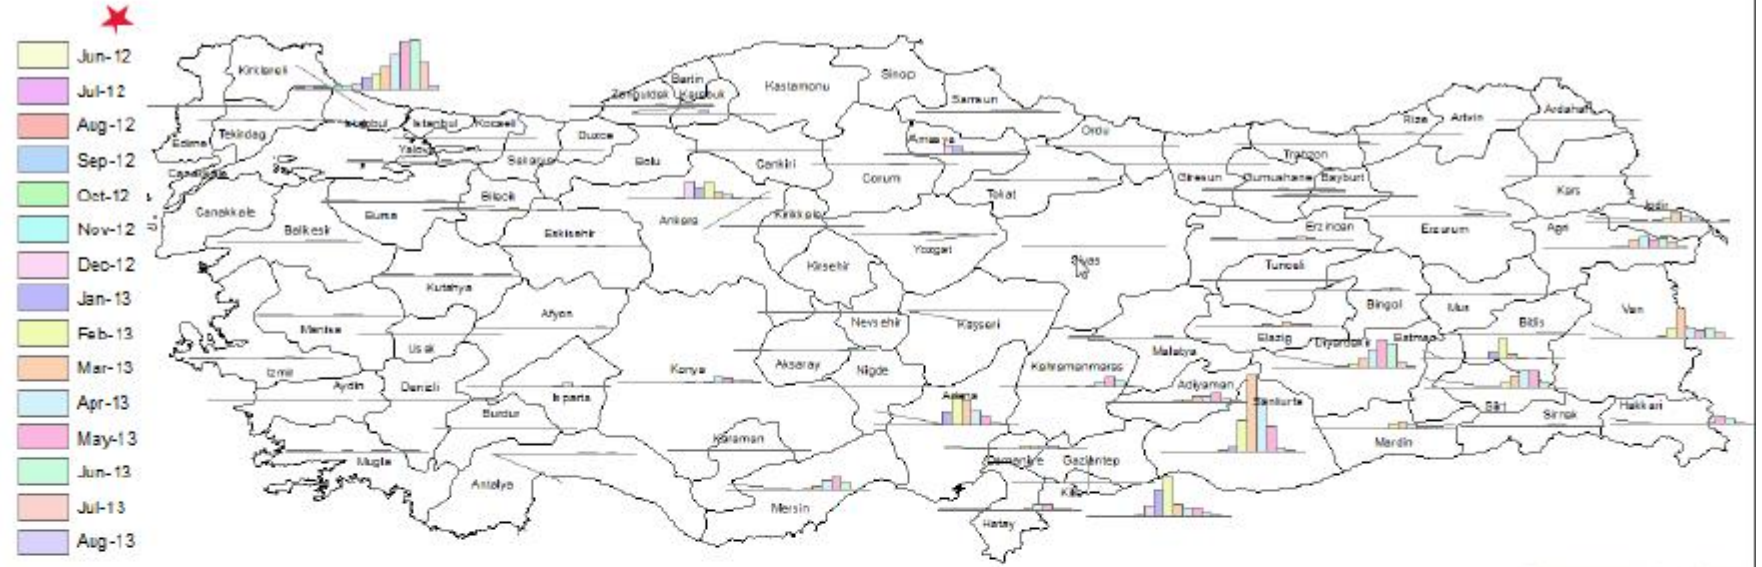 Jun-12
Jul-12
Aug-12
Sep-12
Oct-12
Nov-12
Dec-12
Jan-13
Feb-13
Mar-13
Apr-13
May-13
Jun-13
Jul-13
Aug-13
Kirklareli
Edirne
Tekirdag
Istanbul
Istanbul
Kocaeli
Yalova
Sakarya
Duzce
Zonguldak
Bartin
Karabuk
Kastamonu
Sinop
Samsun
Ordu
Giresun
Trabzon
Rize
Artvin
Ardahan
Canakkale
Canakkale
Balikesir
Bursa
Bilecik
Bolu
Cankiri
Corum
Amasya
Tokat
Gumushane
Bayburt
Kars
Igdir
Ankara
Kirikkale
Eskisehir
Yozgat
Kirsehir
Sivas
Erzincan
Erzurum
Agri
Kutahya
Manisa
Usak
Afyon
Nevsehir
Kayseri
Tunceli
Bingol
Mus
Bitlis
Van
Izmir
Aydin
Denizli
Isparta
Burdur
Konya
Aksaray
Nigde
Kahramanmaras
Malatya
Elazig
Diyarbakir
Batman
Adiyaman
Sanliurfa
Mardin
Siirt
Sirnak
Hakkari
Mugla
Antalya
Karaman
Mersin
Adana
Osmaniye
Gaziantep
Kilis
Hatay